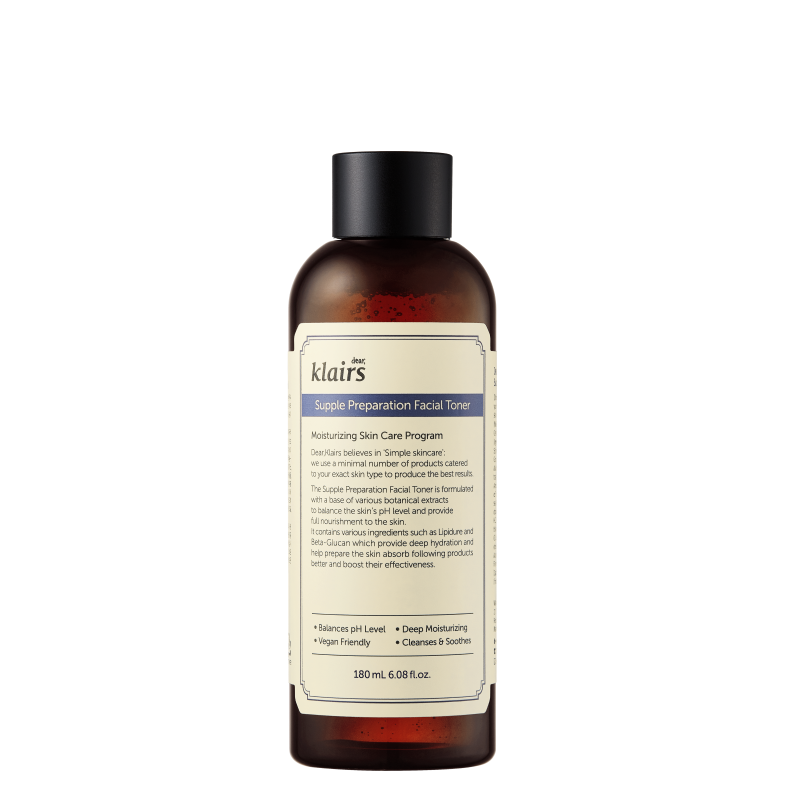 dear,
klairs
Supple Preparation Facial Toner
Moisturizing Skin Care Program
Dear,Klairs believes in 'Simple skincare':
we use a minimal number of products catered
to your exact skin type to produce the best results.
The Supple Preparation Facial Toner is formulated
with a base of various botanical extracts
to balance the skin's pH level and provide
full nourishment to the skin.
It contains various ingredients such as Lipidure and
Beta-Glucan which provide deep hydration and
help prepare the skin absorb following products
better and boost their effectiveness.
• Balances pH Level • Deep Moisturizing
• Vegan Friendly • Cleanses & Soothes
180 mL 6.08 fl.oz.